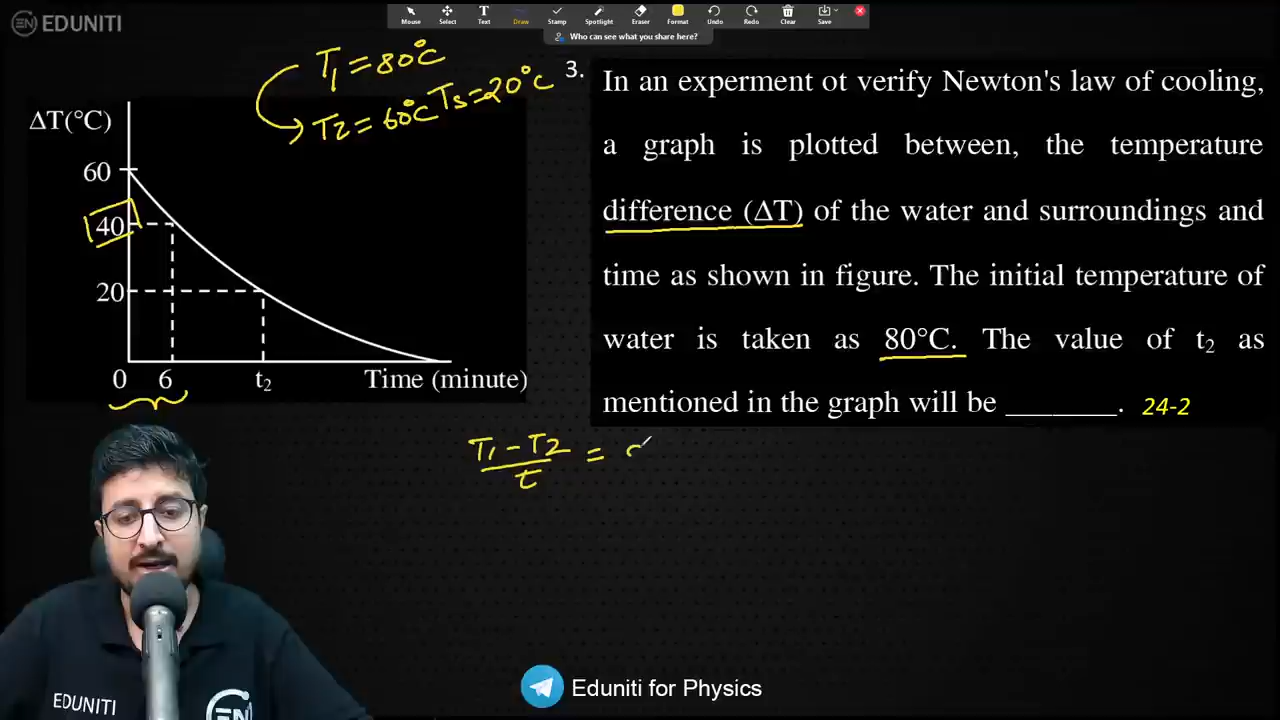 EDUNITI
Mouse Select Text Draw Stamp Spotlight Eraser Format Undo Redo Clear Save
Who can see what you share here?
T1 = 80°C
T2 = 60°C Ts = 20°C
ΔT(°C)
60
40
20
0 6 t2 Time (minute)
3. In an experment ot verify Newton's law of cooling,
a graph is plotted between, the temperature
difference (ΔT) of the water and surroundings and
time as shown in figure. The initial temperature of
water is taken as 80°C. The value of t2 as
mentioned in the graph will be ________. 24-2
T1 - T2 / t =
EDUNITI
EN
Eduniti for Physics